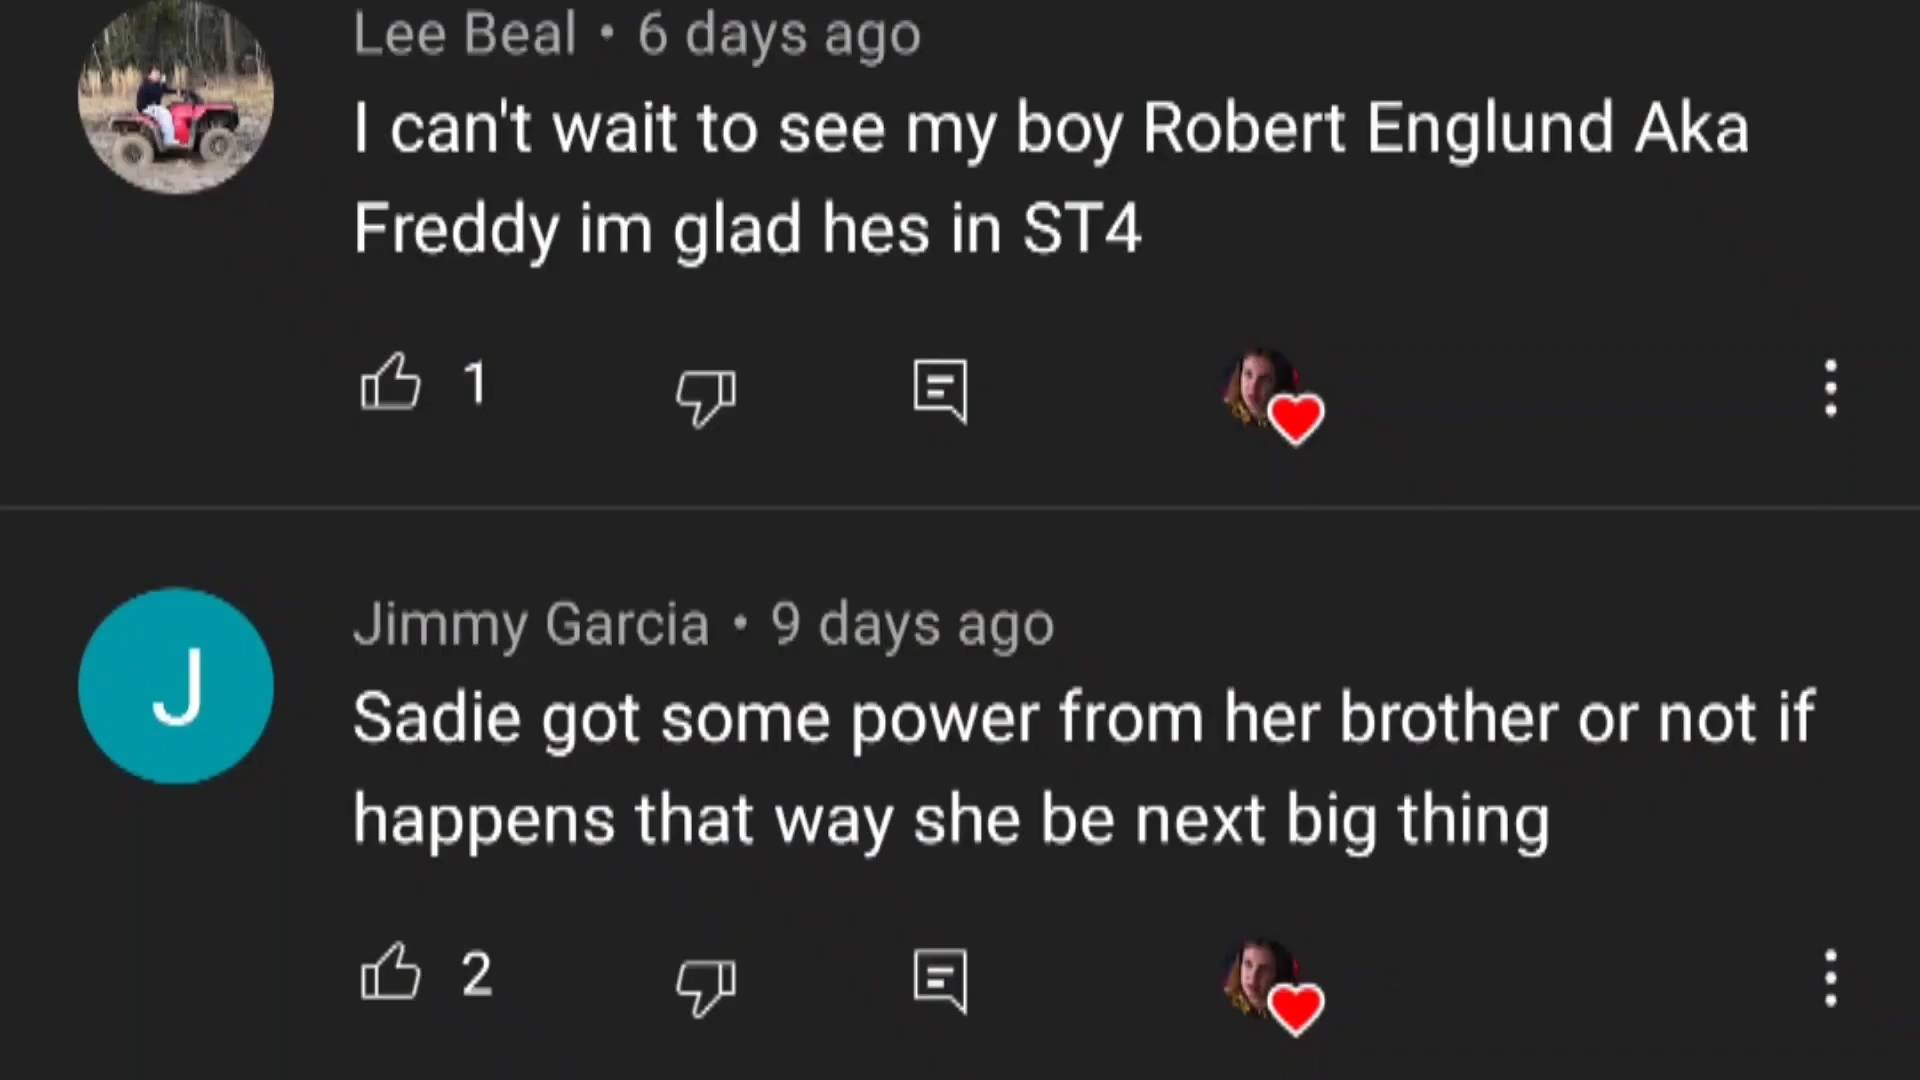 Lee Beal • 6 days ago
I can't wait to see my boy Robert Englund Aka
Freddy im glad hes in ST4
1
J
Jimmy Garcia • 9 days ago
Sadie got some power from her brother or not if
happens that way she be next big thing
2